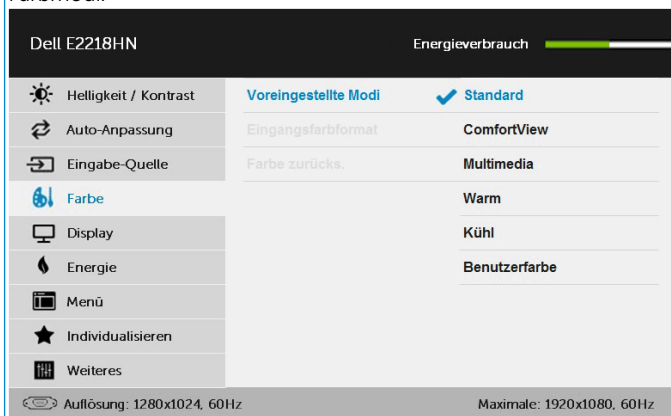 Dell E2218HN Energieverbrauch
Helligkeit / Kontrast Voreingestellte Modi Standard
Auto-Anpassung Eingangsfarbformat ComfortView
Eingabe-Quelle Farbe zurücks. Multimedia
Farbe Warm
Display Kühl
Energie Benutzerfarbe
Menü
Individualisieren
Weiteres
Auflösung: 1280x1024, 60Hz Maximale: 1920x1080, 60Hz